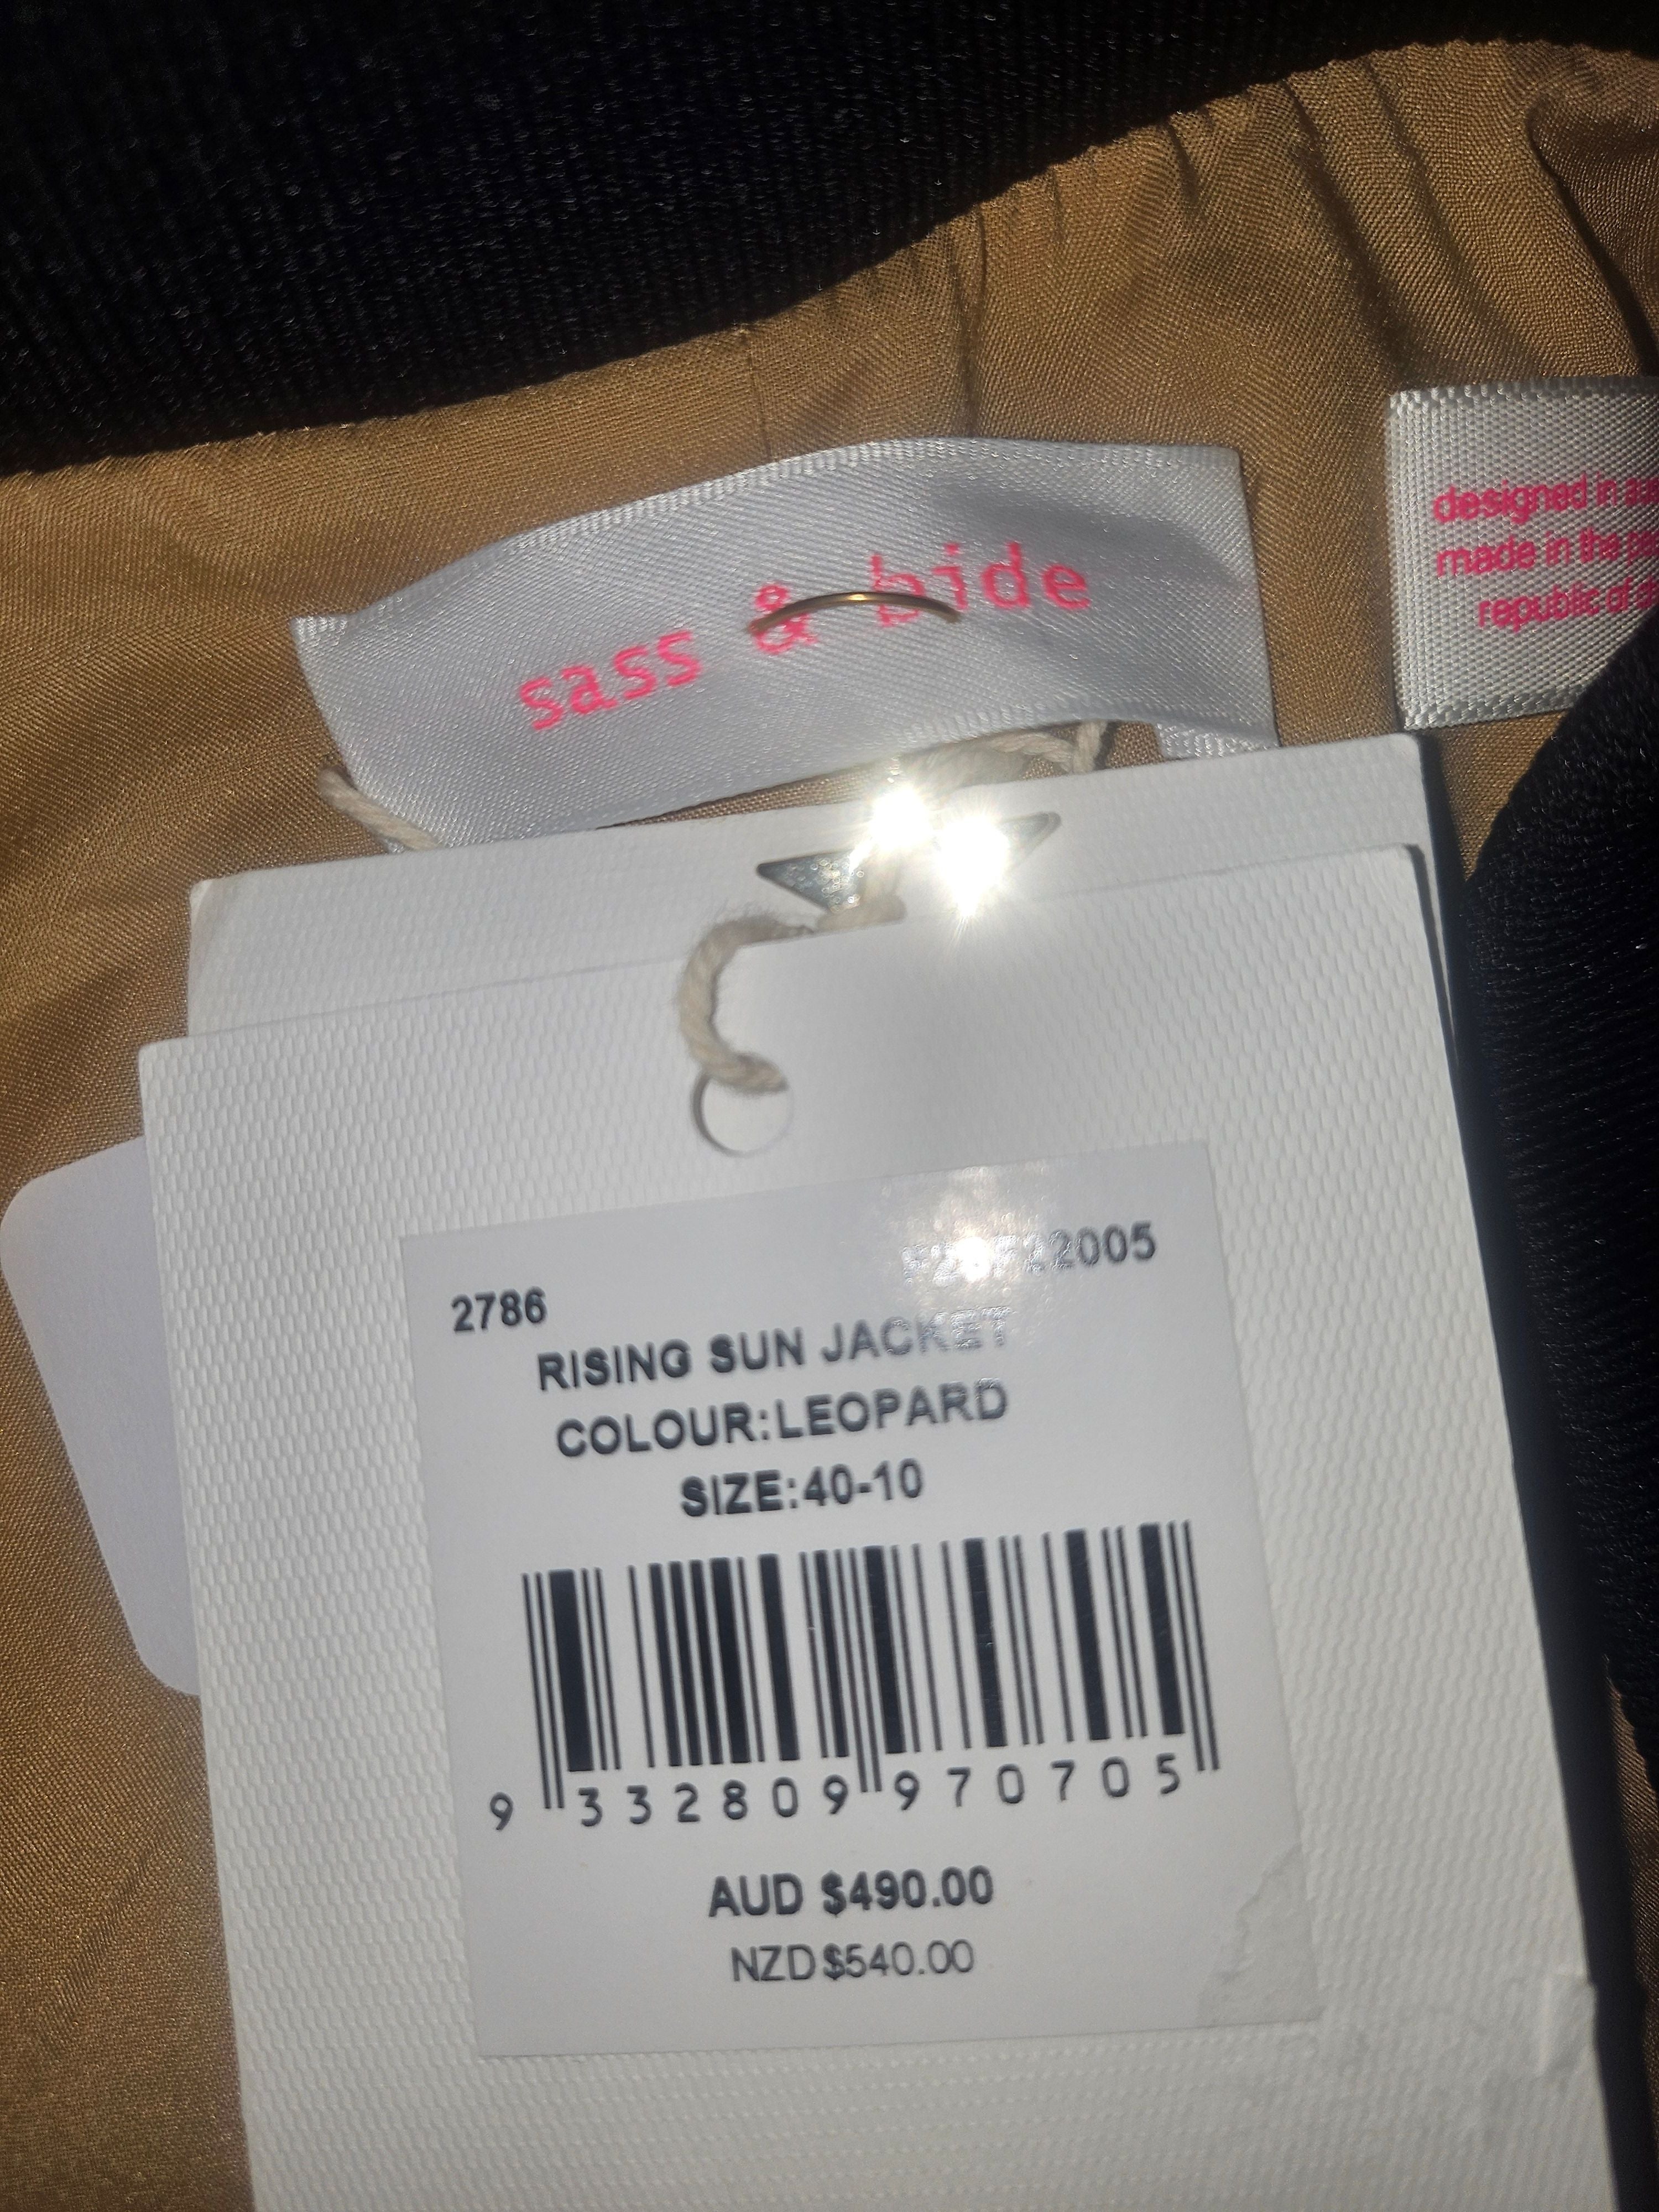 sass & bide
designed in
made in the
republic of
2786
2005
RISING SUN JACKET
COLOUR:LEOPARD
SIZE:40-10
9 332809 970705
AUD $490.00
NZD $540.00